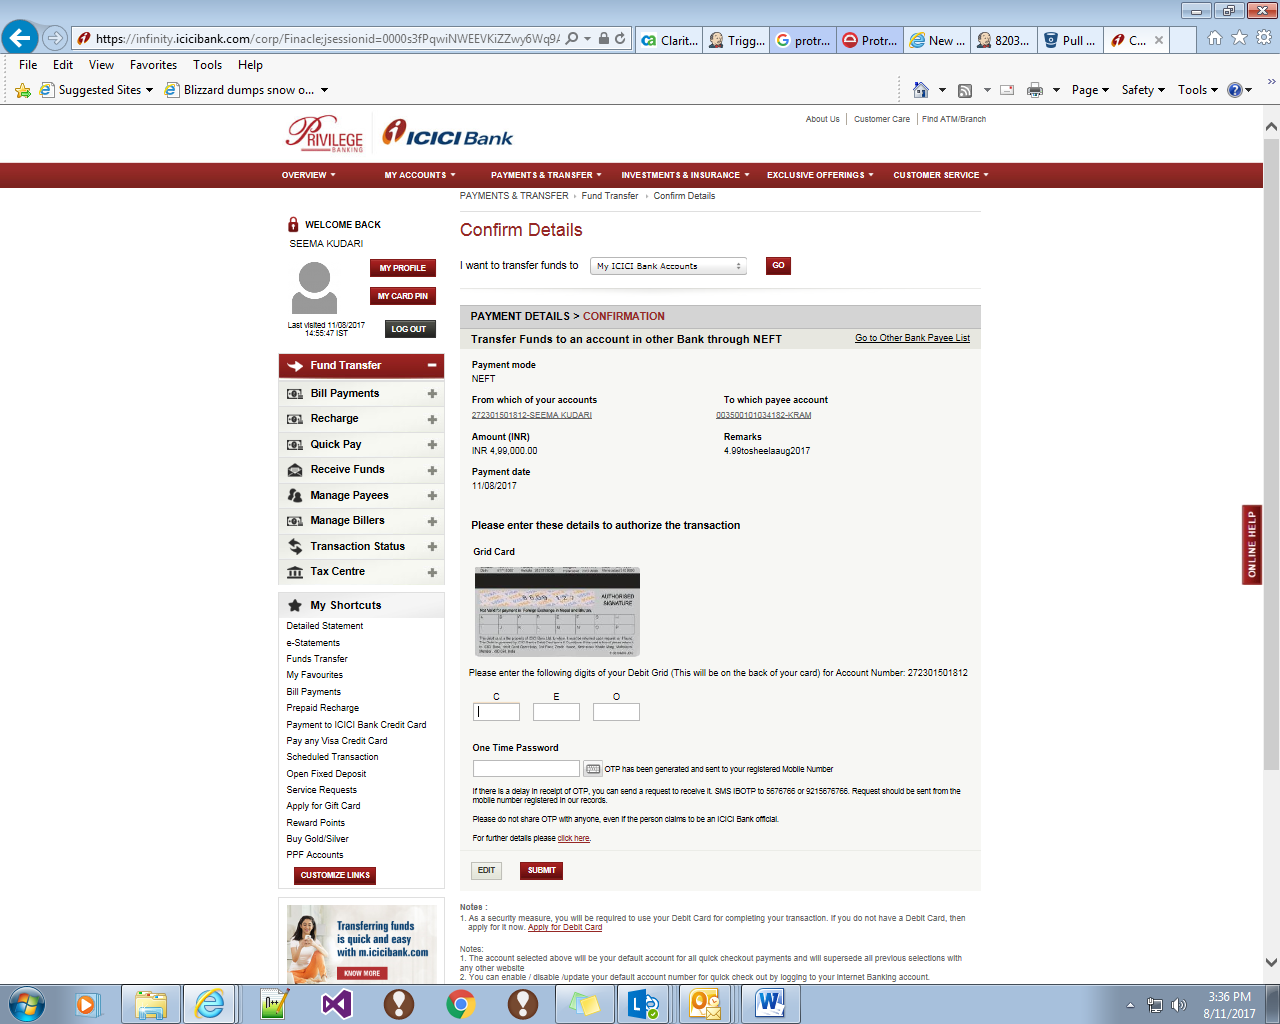 https://infinity.icicibank.com/corp/Finacle;jsessionid=0000s3fPqwiNWEEVKiZZwy6Wq9A
Clarit...
Trigg...
protr...
Protr...
New ...
8203...
Pull ...
C...
File Edit View Favorites Tools Help
Suggested Sites
Blizzard dumps snow o...
Page Safety Tools
PRIVILEGE BANKING
ICICI Bank
About Us Customer Care Find ATM/Branch
OVERVIEW MY ACCOUNTS PAYMENTS & TRANSFER INVESTMENTS & INSURANCE EXCLUSIVE OFFERINGS CUSTOMER SERVICE
PAYMENTS & TRANSFER › Fund Transfer › Confirm Details
WELCOME BACK
SEEMA KUDARI
MY PROFILE
MY CARD PIN
Last visited 11/08/2017
14:55:47 IST
LOG OUT
Fund Transfer
Bill Payments
Recharge
Quick Pay
Receive Funds
Manage Payees
Manage Billers
Transaction Status
Tax Centre
My Shortcuts
Detailed Statement
e-Statements
Funds Transfer
My Favourites
Bill Payments
Prepaid Recharge
Payment to ICICI Bank Credit Card
Pay any Visa Credit Card
Scheduled Transaction
Open Fixed Deposit
Service Requests
Apply for Gift Card
Reward Points
Buy Gold/Silver
PPF Accounts
CUSTOMIZE LINKS
Transferring funds
is quick and easy
with m.icicibank.com
KNOW MORE
Confirm Details
I want to transfer funds to My ICICI Bank Accounts GO
PAYMENT DETAILS > CONFIRMATION
Transfer Funds to an account in other Bank through NEFT Go to Other Bank Payee List
Payment mode
NEFT
From which of your accounts To which payee account
272301501812-SEEMA KUDARI 003500101034182-KRAM
Amount (INR) Remarks
INR 4,99,000.00 4.99tosheelaaug2017
Payment date
11/08/2017
Please enter these details to authorize the transaction
Grid Card
AUTHORISED
SIGNATURE
Please enter the following digits of your Debit Grid (This will be on the back of your card) for Account Number: 272301501812
C E O
One Time Password
OTP has been generated and sent to your registered Mobile Number
If there is a delay in receipt of OTP, you can send a request to receive it. SMS IBOTP to 5676766 or 9215676766. Request should be sent from the
mobile number registered in our records.
Please do not share OTP with anyone, even if the person claims to be an ICICI Bank official.
For further details please click here.
EDIT SUBMIT
Notes :
1. As a security measure, you will be required to use your Debit Card for completing your transaction. If you do not have a Debit Card, then
apply for it now. Apply for Debit Card
Notes:
1. The account selected above will be your default account for all quick checkout payments and will supersede all previous selections with
any other website
2. You can enable / disable /update your default account number for quick check out by logging to your Internet Banking account.
ONLINE HELP
3:36 PM
8/11/2017